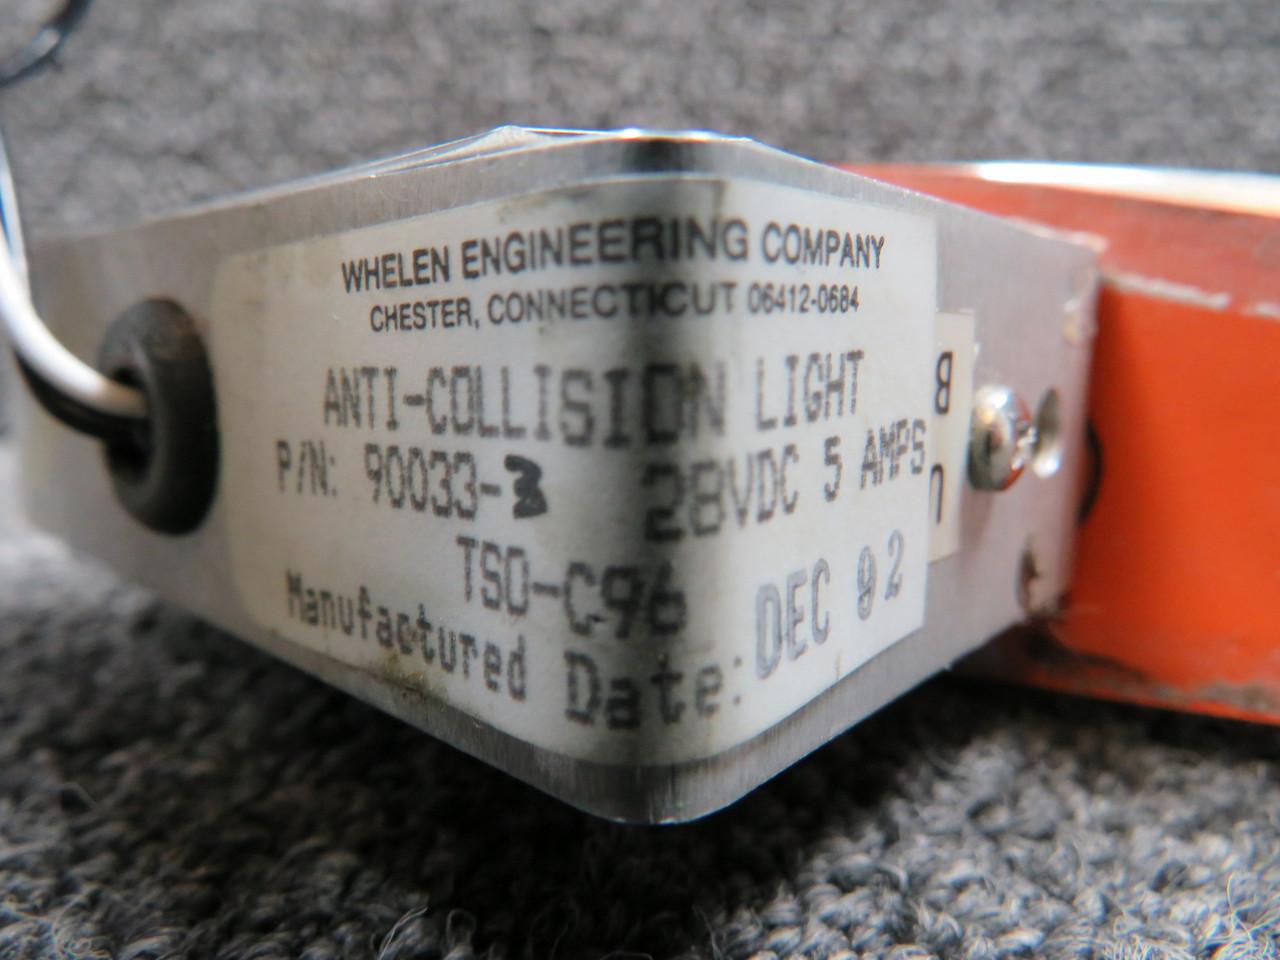 WHELEN ENGINEERING COMPANY
CHESTER, CONNECTICUT 06412-0684
ANTI-COLLISION LIGHT
P/N: 90033-3 28VDC 5 AMPS
TSO-C96
Manufactured Date: DEC 92
B